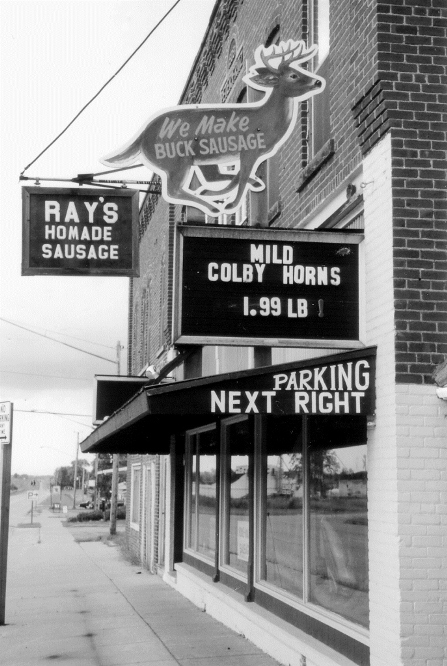 We Make
BUCK SAUSAGE
RAY'S
HOMADE
SAUSAGE
MILD
COLBY HORNS
1.99 LB
PARKING
NEXT RIGHT